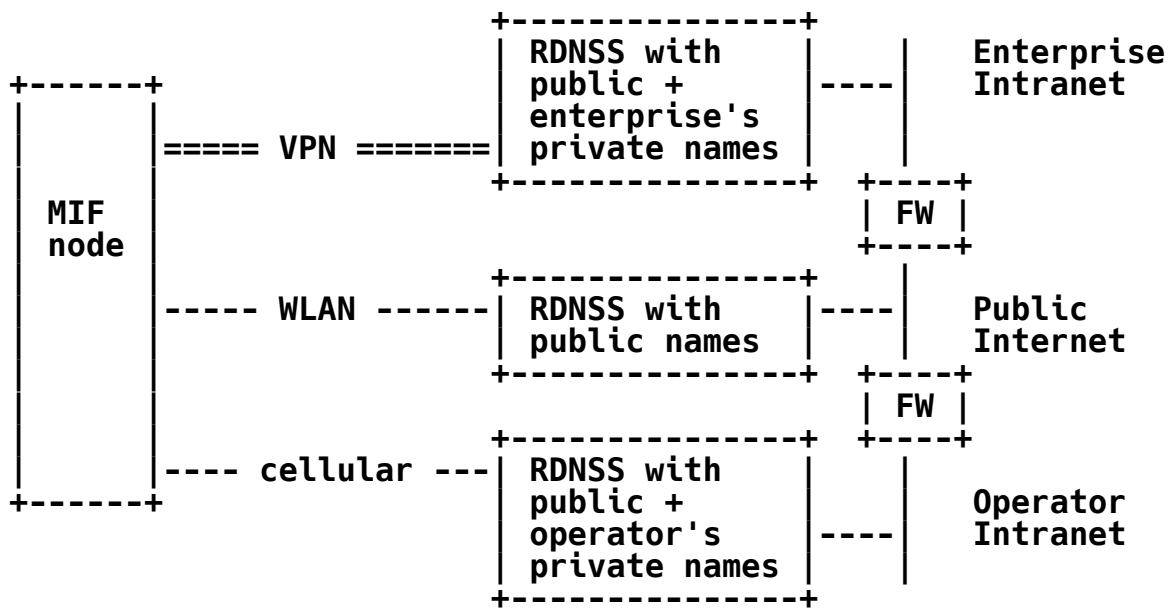 RDNSS with Enterprise
public + Intranet
enterprise's
===== VPN ======= private names
MIF FW
node
----- WLAN ------ RDNSS with Public
public names Internet
FW
---- cellular --- RDNSS with
public + Operator
operator's Intranet
private names